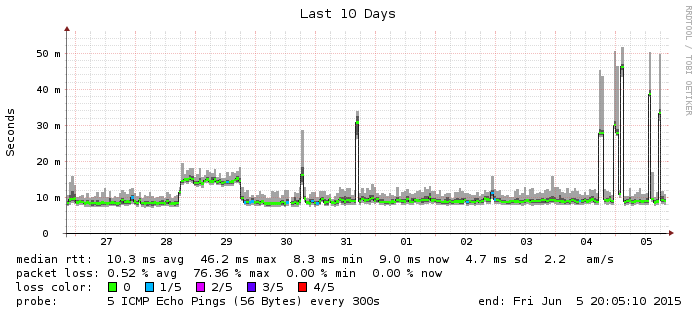 Last 10 Days
RRDTOOL / TOBI OETIKER
Seconds
50 m
40 m
30 m
20 m
10 m
0
27 28 29 30 31 01 02 03 04 05
median rtt: 10.3 ms avg 46.2 ms max 8.3 ms min 9.0 ms now 4.7 ms sd 2.2 am/s
packet loss: 0.52 % avg 76.36 % max 0.00 % min 0.00 % now
loss color: 0 1/5 2/5 3/5 4/5
probe: 5 ICMP Echo Pings (56 Bytes) every 300s end: Fri Jun 5 20:05:10 2015